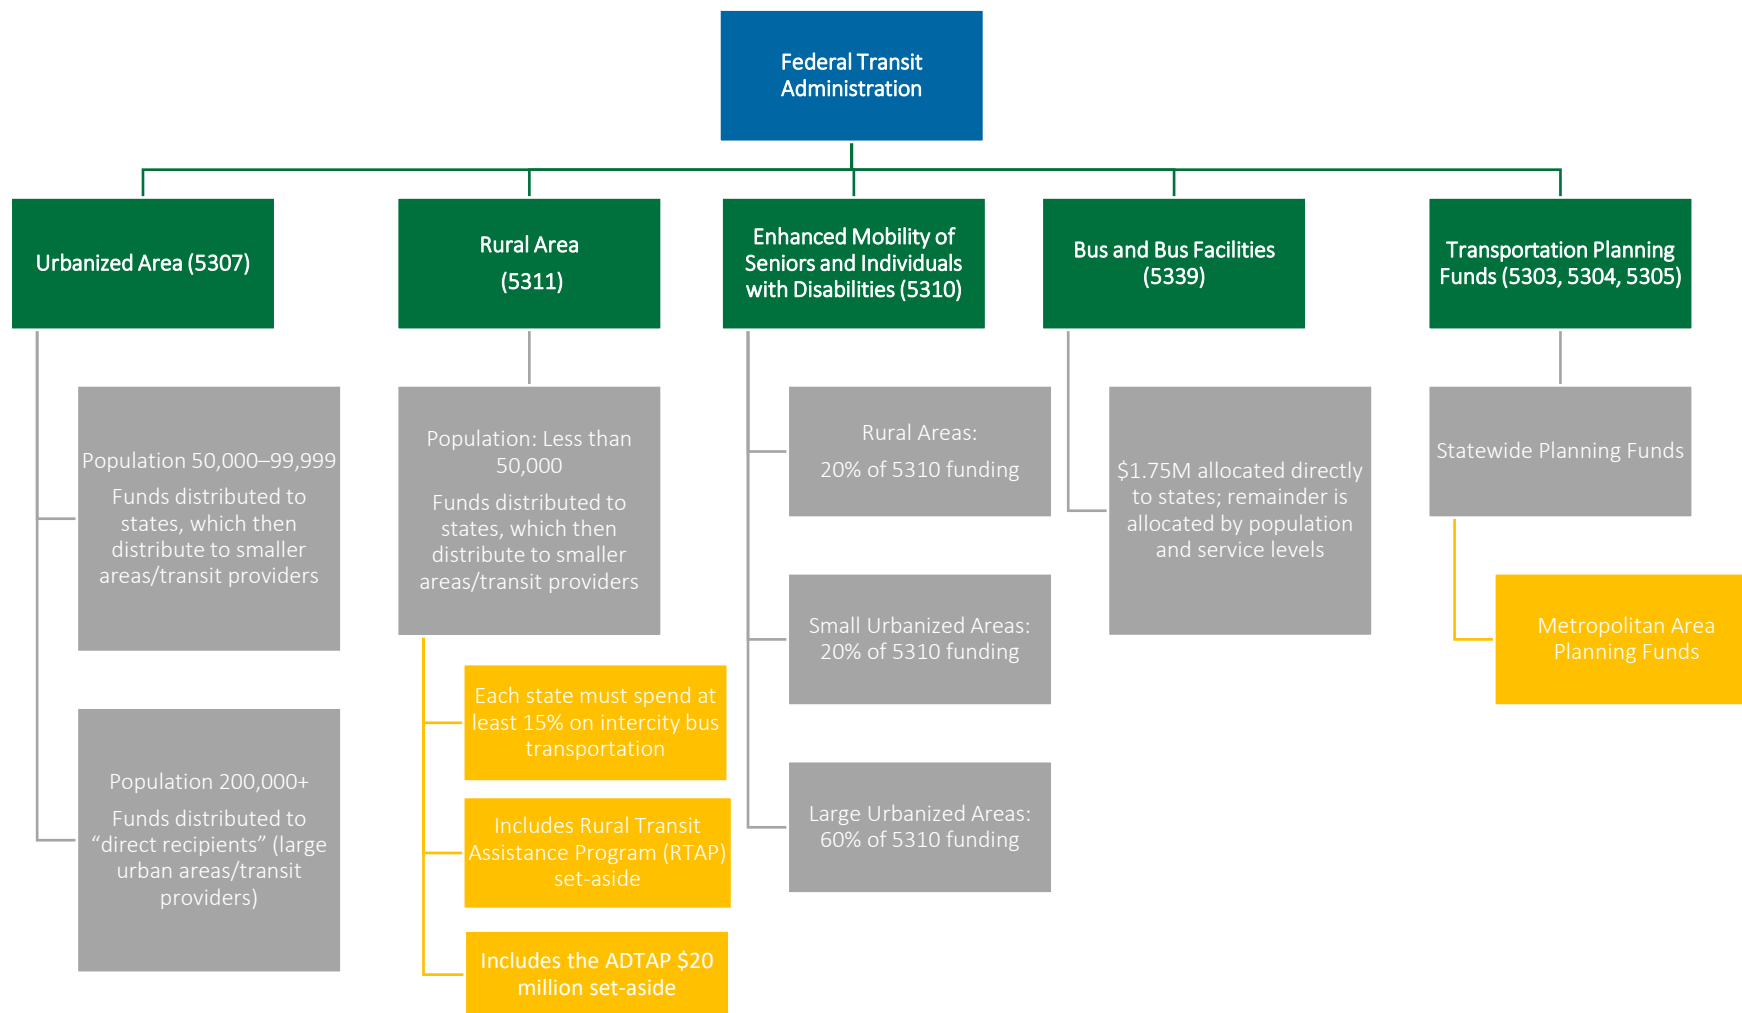 Federal Transit
Administration
Urbanized Area (5307)
Rural Area
(5311)
Enhanced Mobility of
Seniors and Individuals
with Disabilities (5310)
Bus and Bus Facilities
(5339)
Transportation Planning
Funds (5303, 5304, 5305)
Population 50,000–99,999
Funds distributed to
states, which then
distribute to smaller
areas/transit providers
Population 200,000+
Funds distributed to
“direct recipients” (large
urban areas/transit
providers)
Population: Less than
50,000
Funds distributed to
states, which then
distribute to smaller
areas/transit providers
Each state must spend at
least 15% on intercity bus
transportation
Includes Rural Transit
Assistance Program (RTAP)
set-aside
Includes the ADTAP $20
million set-aside
Rural Areas:
20% of 5310 funding
Small Urbanized Areas:
20% of 5310 funding
Large Urbanized Areas:
60% of 5310 funding
$1.75M allocated directly
to states; remainder is
allocated by population
and service levels
Statewide Planning Funds
Metropolitan Area
Planning Funds